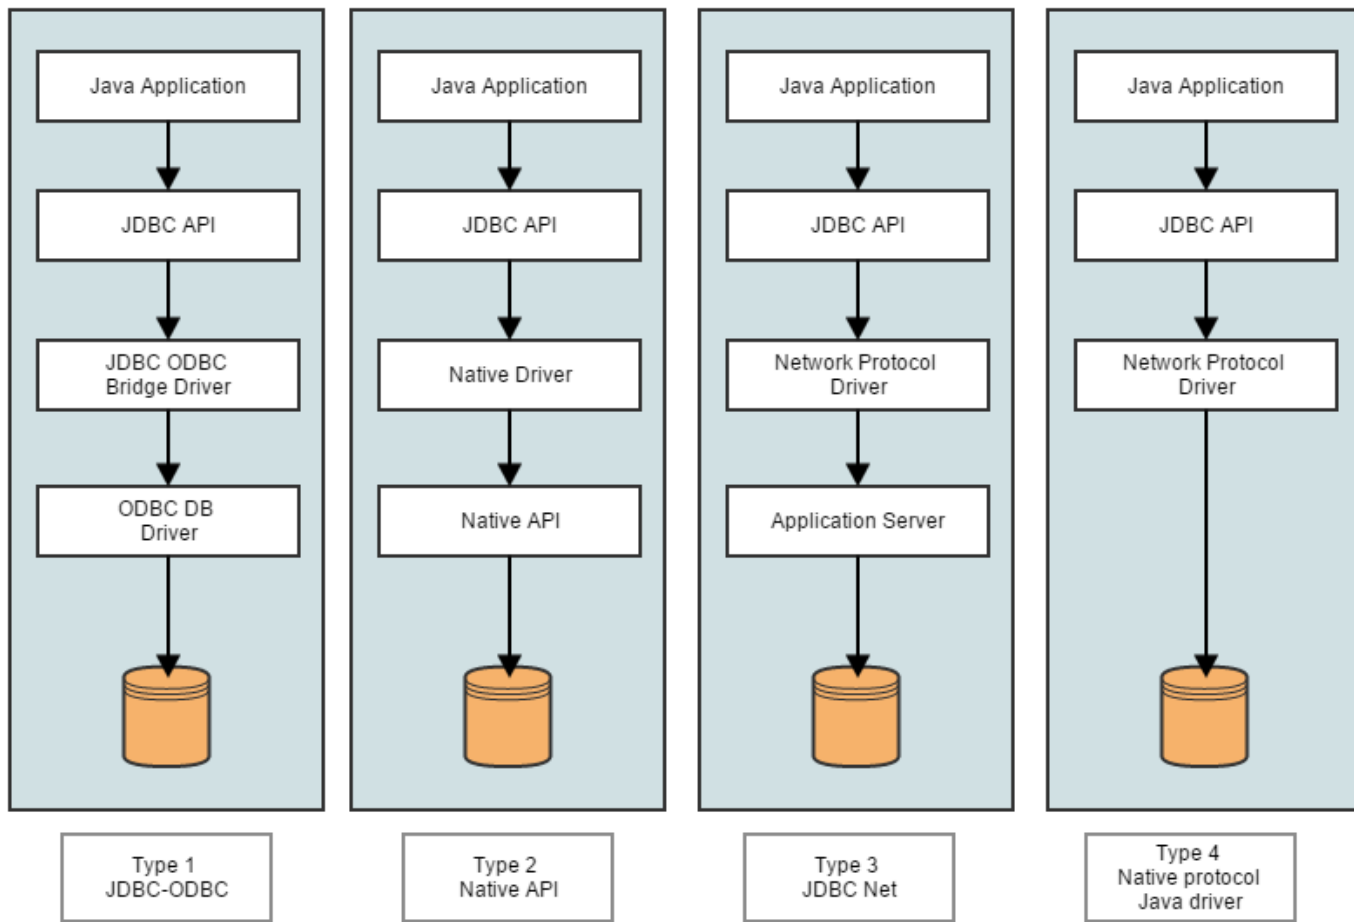 Java Application
JDBC API
JDBC ODBC
Bridge Driver
ODBC DB
Driver
Type 1
JDBC-ODBC
Java Application
JDBC API
Native Driver
Native API
Type 2
Native API
Java Application
JDBC API
Network Protocol
Driver
Application Server
Type 3
JDBC Net
Java Application
JDBC API
Network Protocol
Driver
Type 4
Native protocol
Java driver